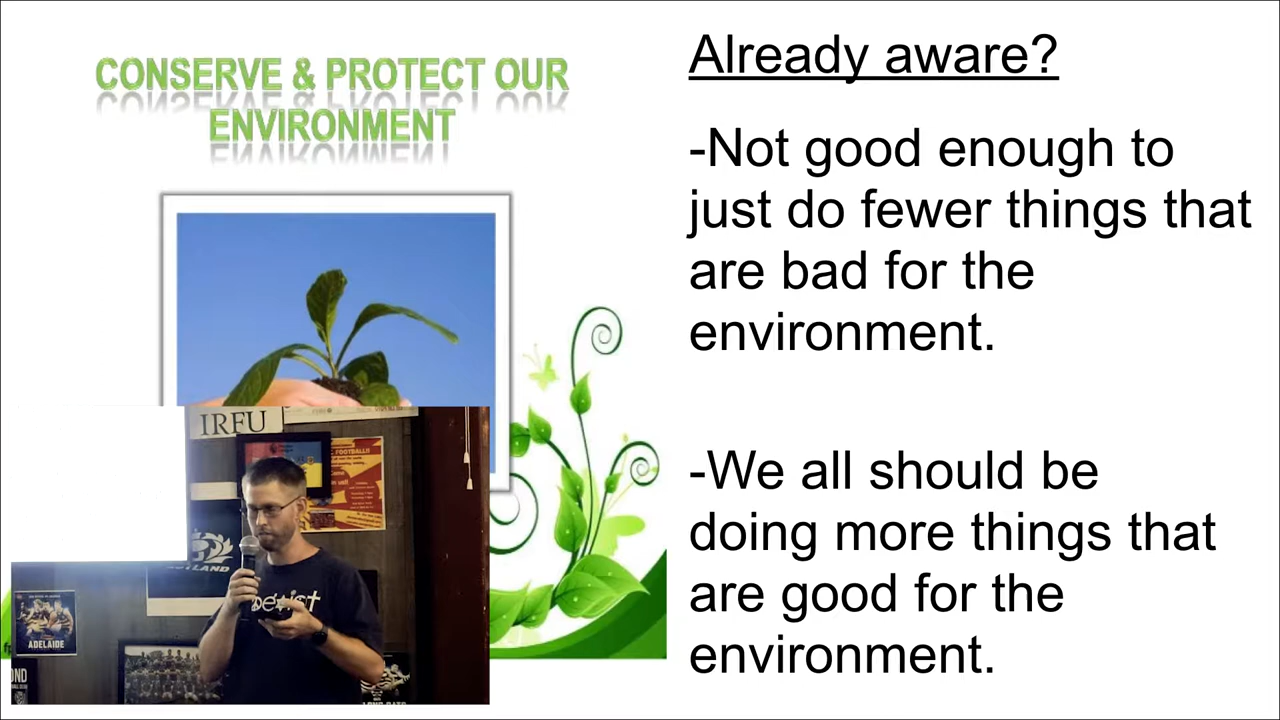 CONSERVE & PROTECT OUR
ENVIRONMENT
Already aware?
-Not good enough to
just do fewer things that
are bad for the
environment.
-We all should be
doing more things that
are good for the
environment.
IRFU
FOOTBALL!!
ADELAIDE